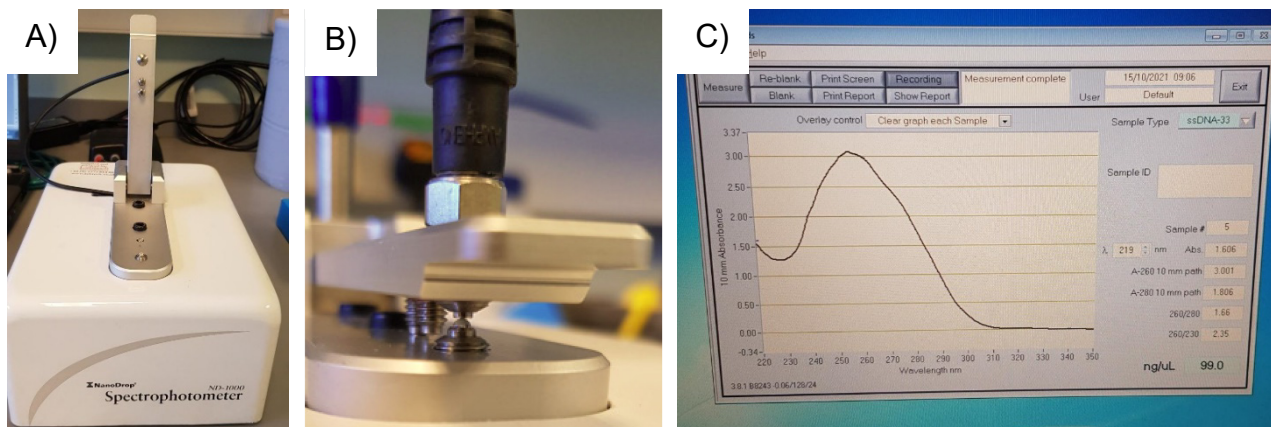 A)
NanoDrop®
ND-1000
Spectrophotometer
B)
C)
Help
Measure
Re-blank
Print Screen
Recording
Measurement complete
15/10/2021 09:06
Exit
Blank
Print Report
Show Report
User
Default
Overlay control
Clear graph each Sample
Sample Type
ssDNA-33
3.37
3.00
2.50
2.00
1.50
1.00
0.50
0.00
-0.34
10 mm Absorbance
220 230 240 250 260 270 280 290 300 310 320 330 340 350
Wavelength nm
Sample ID
Sample # 5
λ 219 nm Abs. 1.606
A-260 10 mm path 3.001
A-280 10 mm path 1.806
260/280 1.66
260/230 2.35
ng/uL 99.0